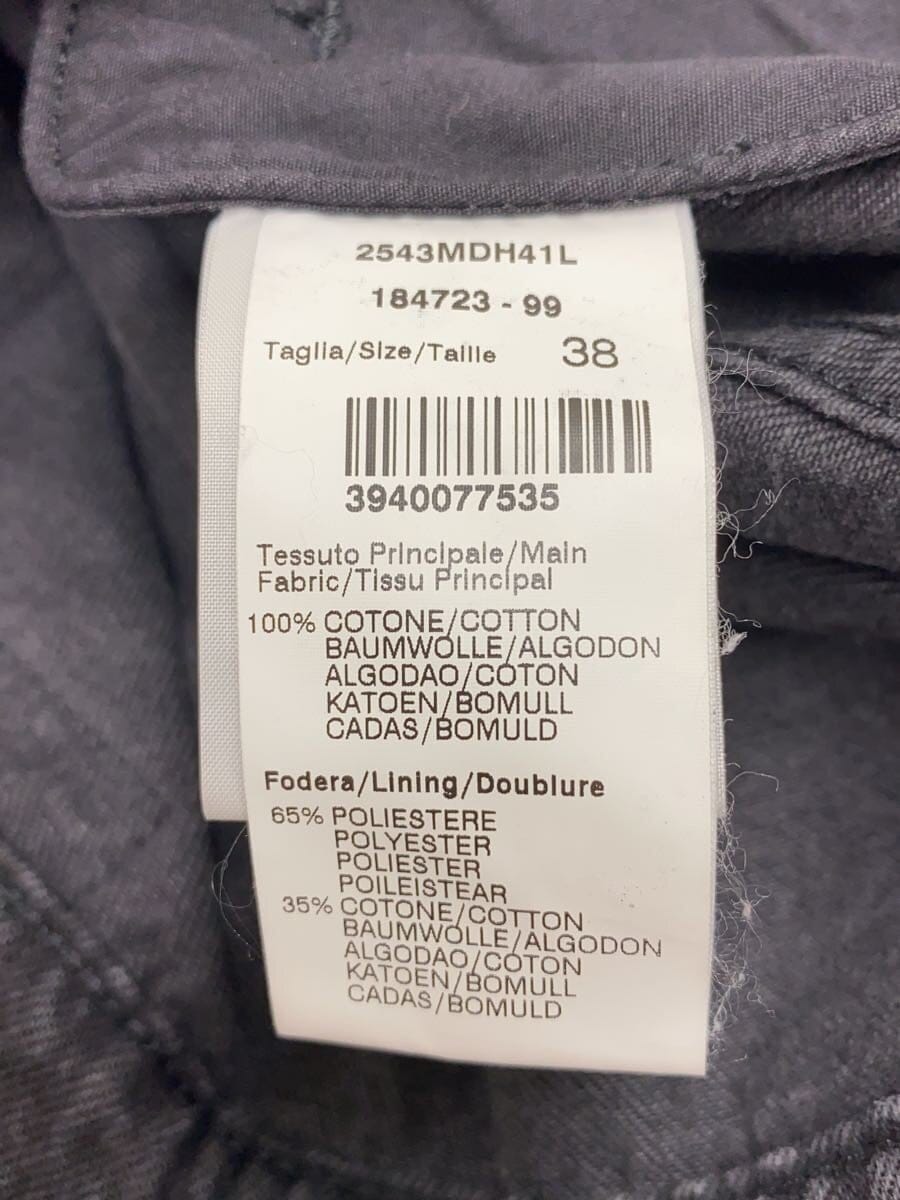 2543MDH41L
184723 - 99
Taglia/Size/Taille 38
3940077535
Tessuto Principale/Main
Fabric/Tissu Principal
100% COTONE/COTTON
BAUMWOLLE/ALGODON
ALGODAO/COTON
KATOEN/BOMULL
CADAS/BOMULD
Fodera/Lining/Doublure
65% POLIESTERE
POLYESTER
POLIESTER
POILEISTEAR
35% COTONE/COTTON
BAUMWOLLE/ALGODON
ALGODAO/COTON
KATOEN/BOMULL
CADAS/BOMULD